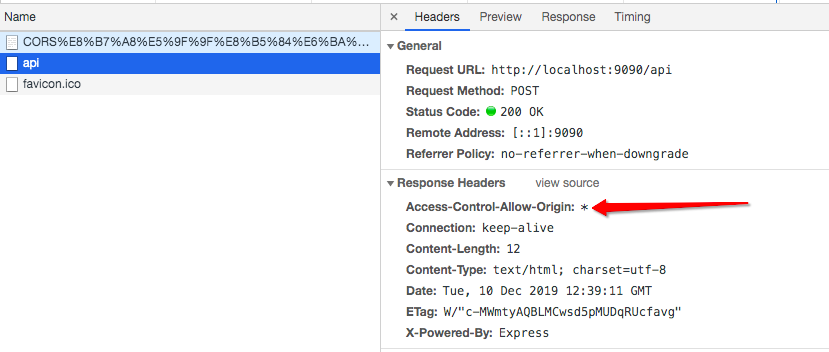 Name
CORS%E8%B7%A8%E5%9F%9F%E8%B5%84%E6%BA%...
api
favicon.ico
× Headers Preview Response Timing
▼ General
Request URL: http://localhost:9090/api
Request Method: POST
Status Code: 200 OK
Remote Address: [::1]:9090
Referrer Policy: no-referrer-when-downgrade
▼ Response Headers view source
Access-Control-Allow-Origin: *
Connection: keep-alive
Content-Length: 12
Content-Type: text/html; charset=utf-8
Date: Tue, 10 Dec 2019 12:39:11 GMT
ETag: W/"c-MWmtyAQBLMCwsd5pMUDqRUcfavg"
X-Powered-By: Express